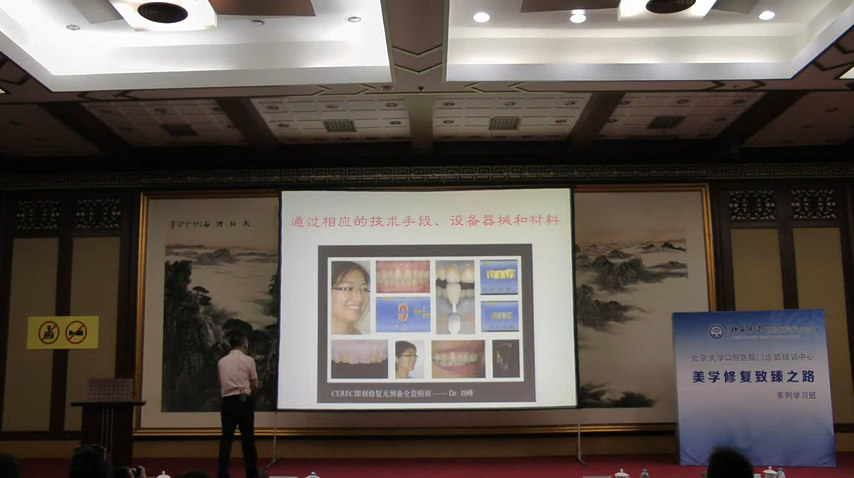 通过相应的技术手段、设备器械和材料
CEREC即刻修复无预备全瓷贴面 —— Dr. 刘峰
北京大学口腔医院门诊部培训中心
美学修复致臻之路
系列学习班